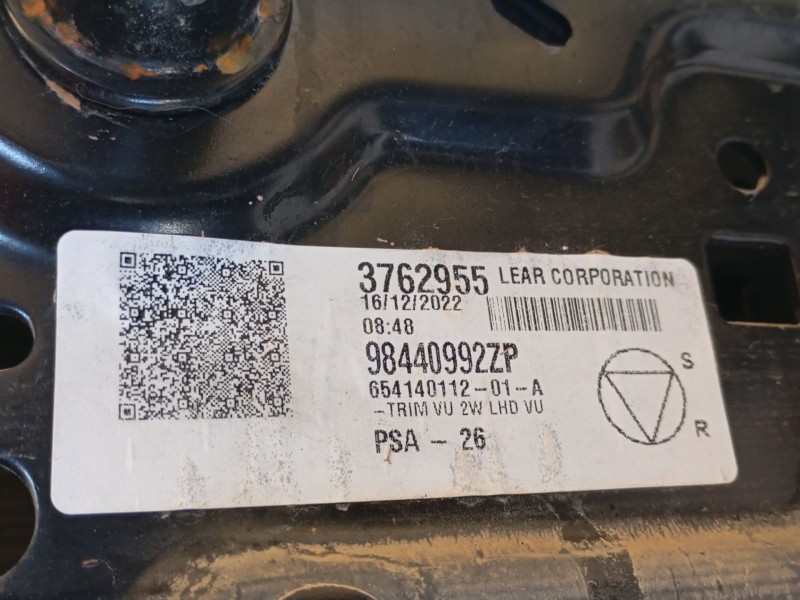 3762955 LEAR CORPORATION
16/12/2022
08:48
98440992ZP
654140112-01-A
-TRIM VU 2W LHD VU
PSA - 26
S
R